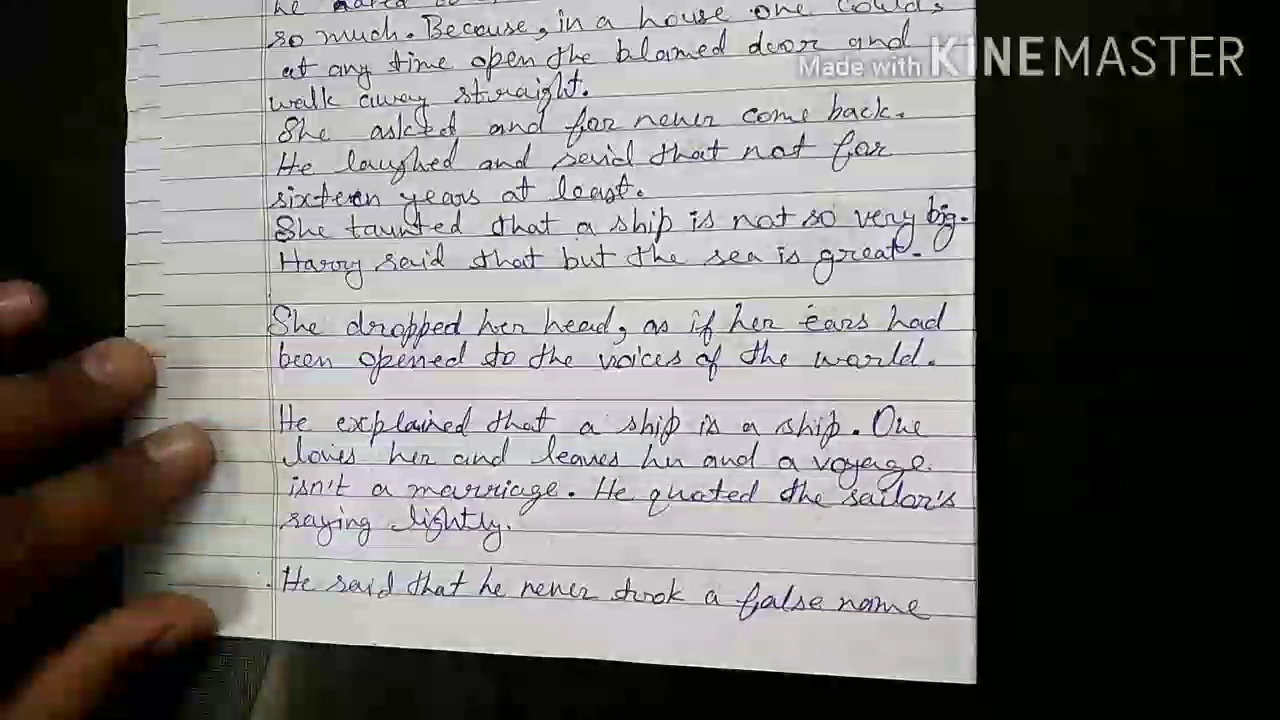 so much. Because, in a house one could,
at any time open the blamed door and
walk away straight.
She asked and for never come back.
He laughed and said that not for
sixteen years at least.
She taunted that a ship is not so very big.
Harry said that but the sea is great.
She dropped her head, as if her ears had
been opened to the voices of the world.
He explained that a ship is a ship. One
loves her and leaves her and a voyage.
isn't a marriage. He quoted the sailor's
saying lightly.
He said that he never took a false name
Made with KINEMASTER